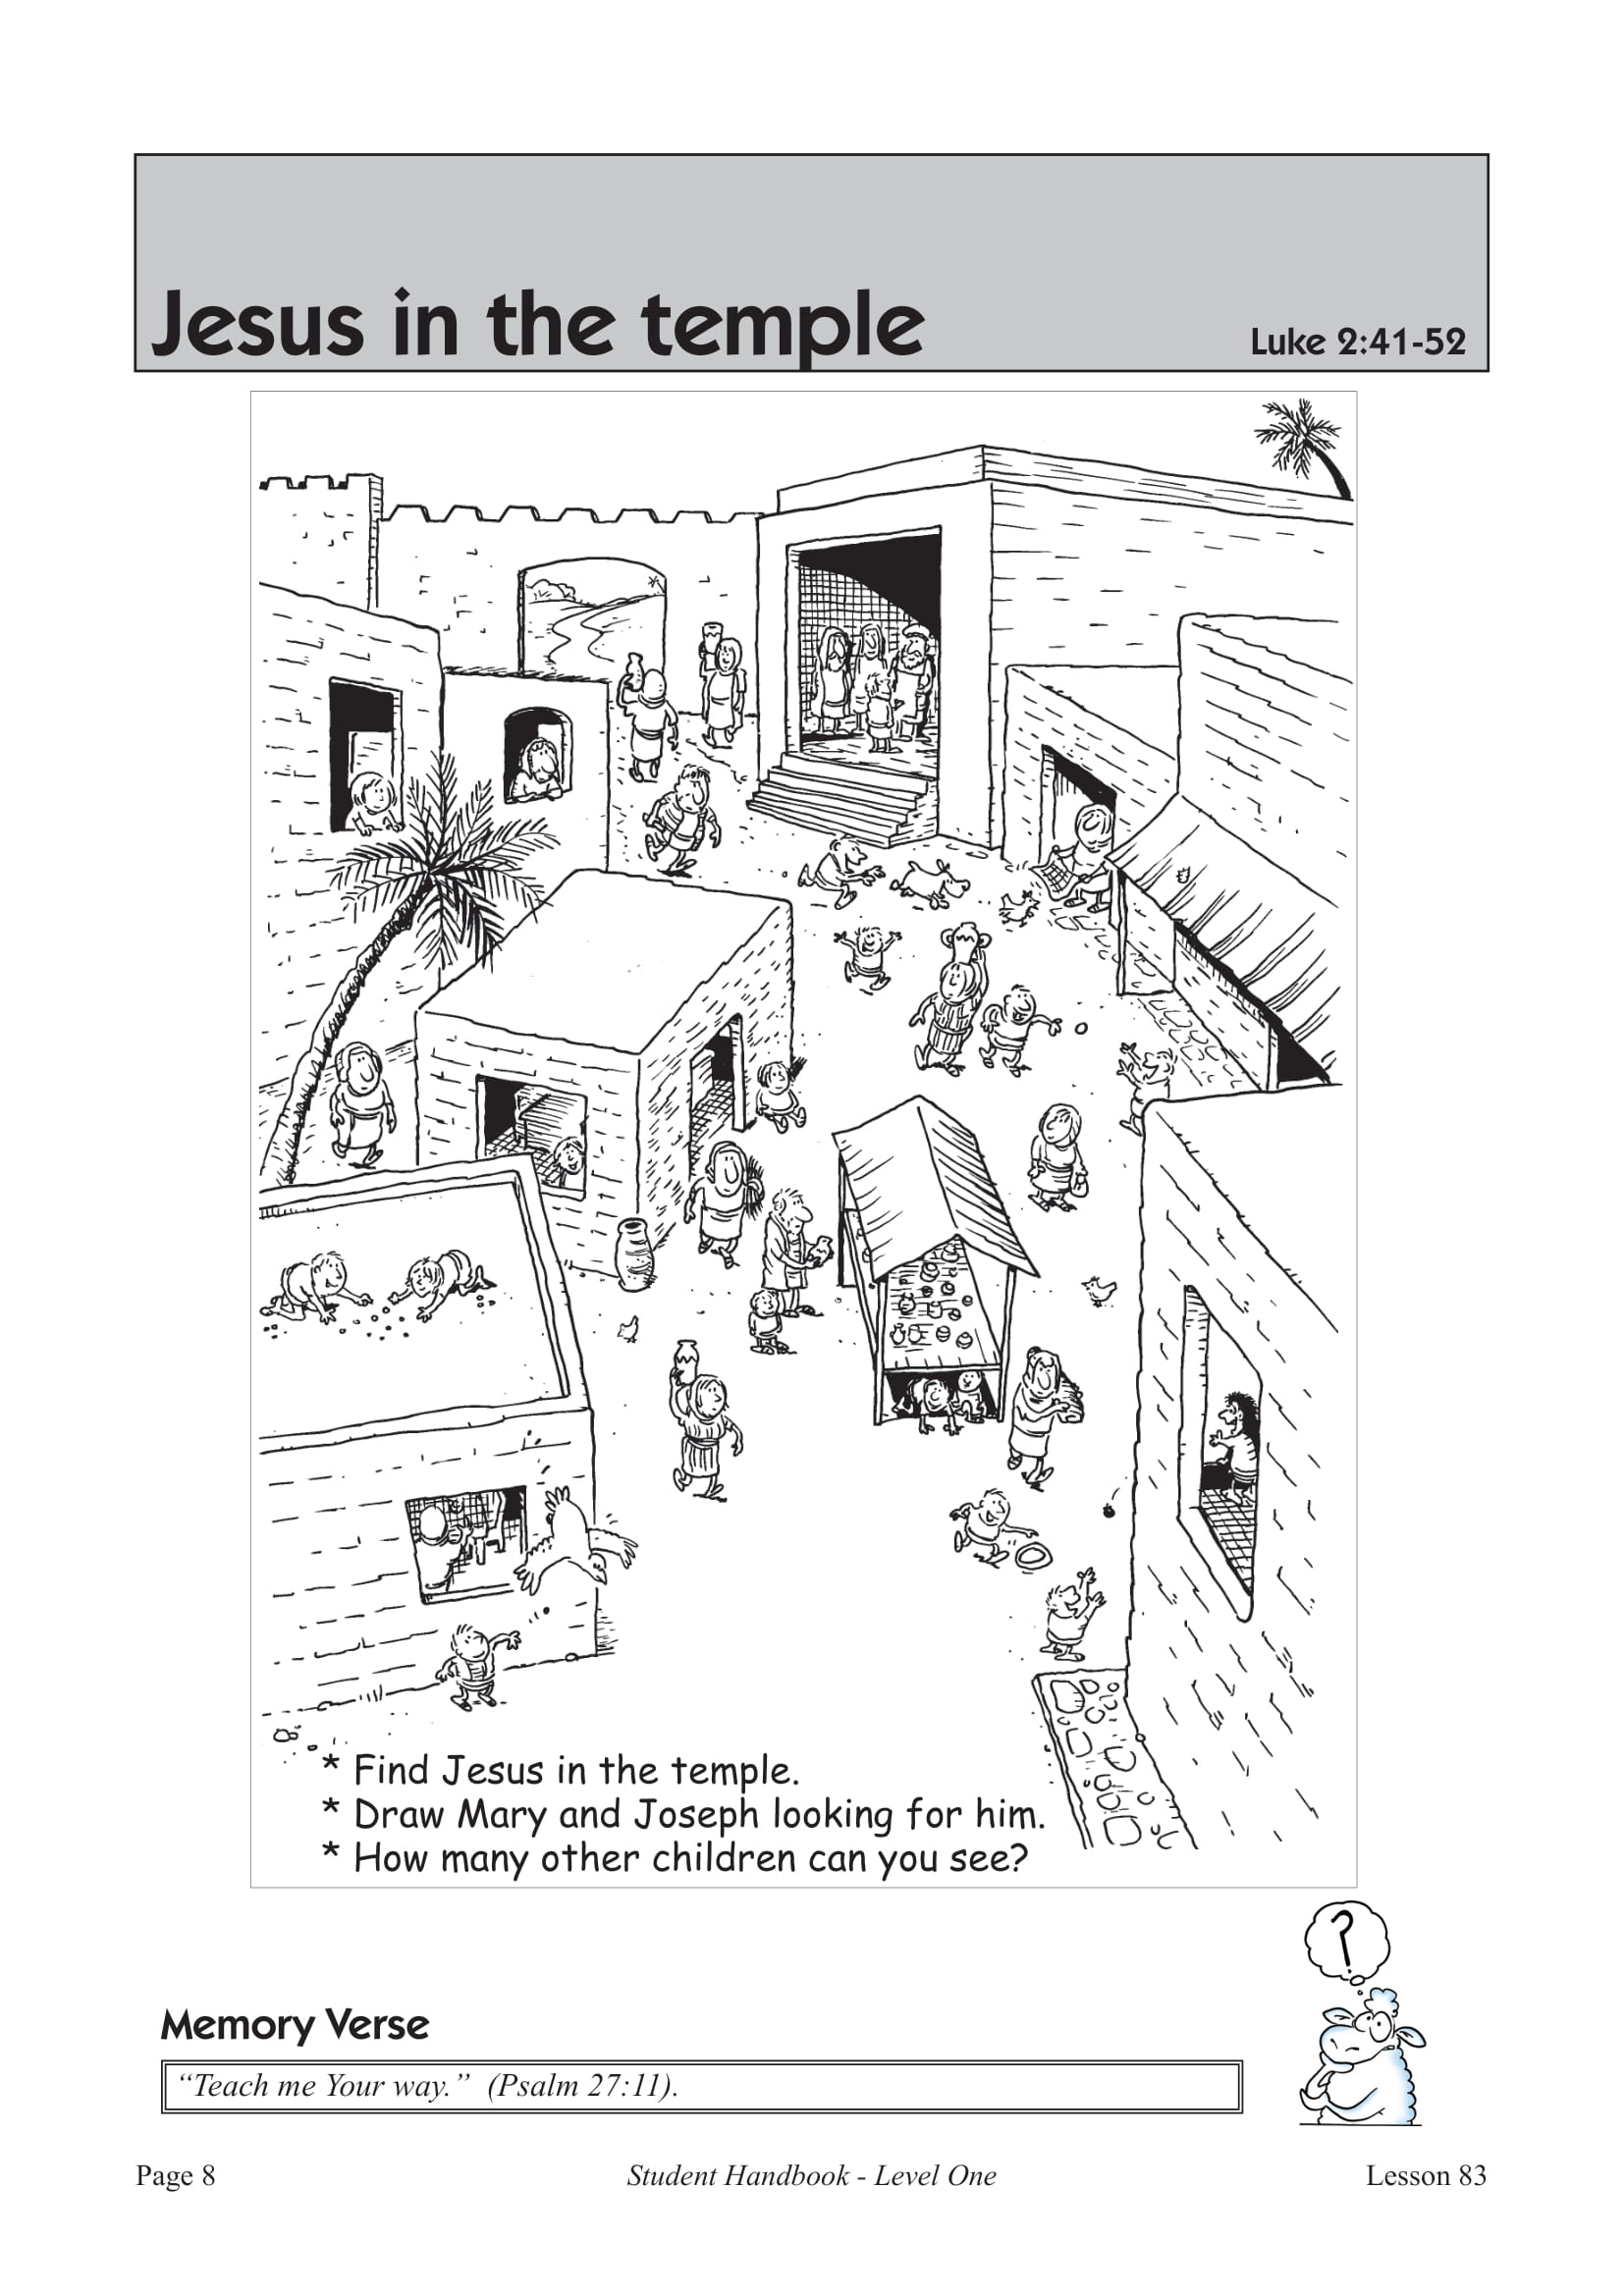 Jesus in the temple
Luke 2:41-52
* Find Jesus in the temple.
* Draw Mary and Joseph looking for him.
* How many other children can you see?
?
Memory Verse
“Teach me Your way.” (Psalm 27:11).
Page 8
Student Handbook - Level One
Lesson 83